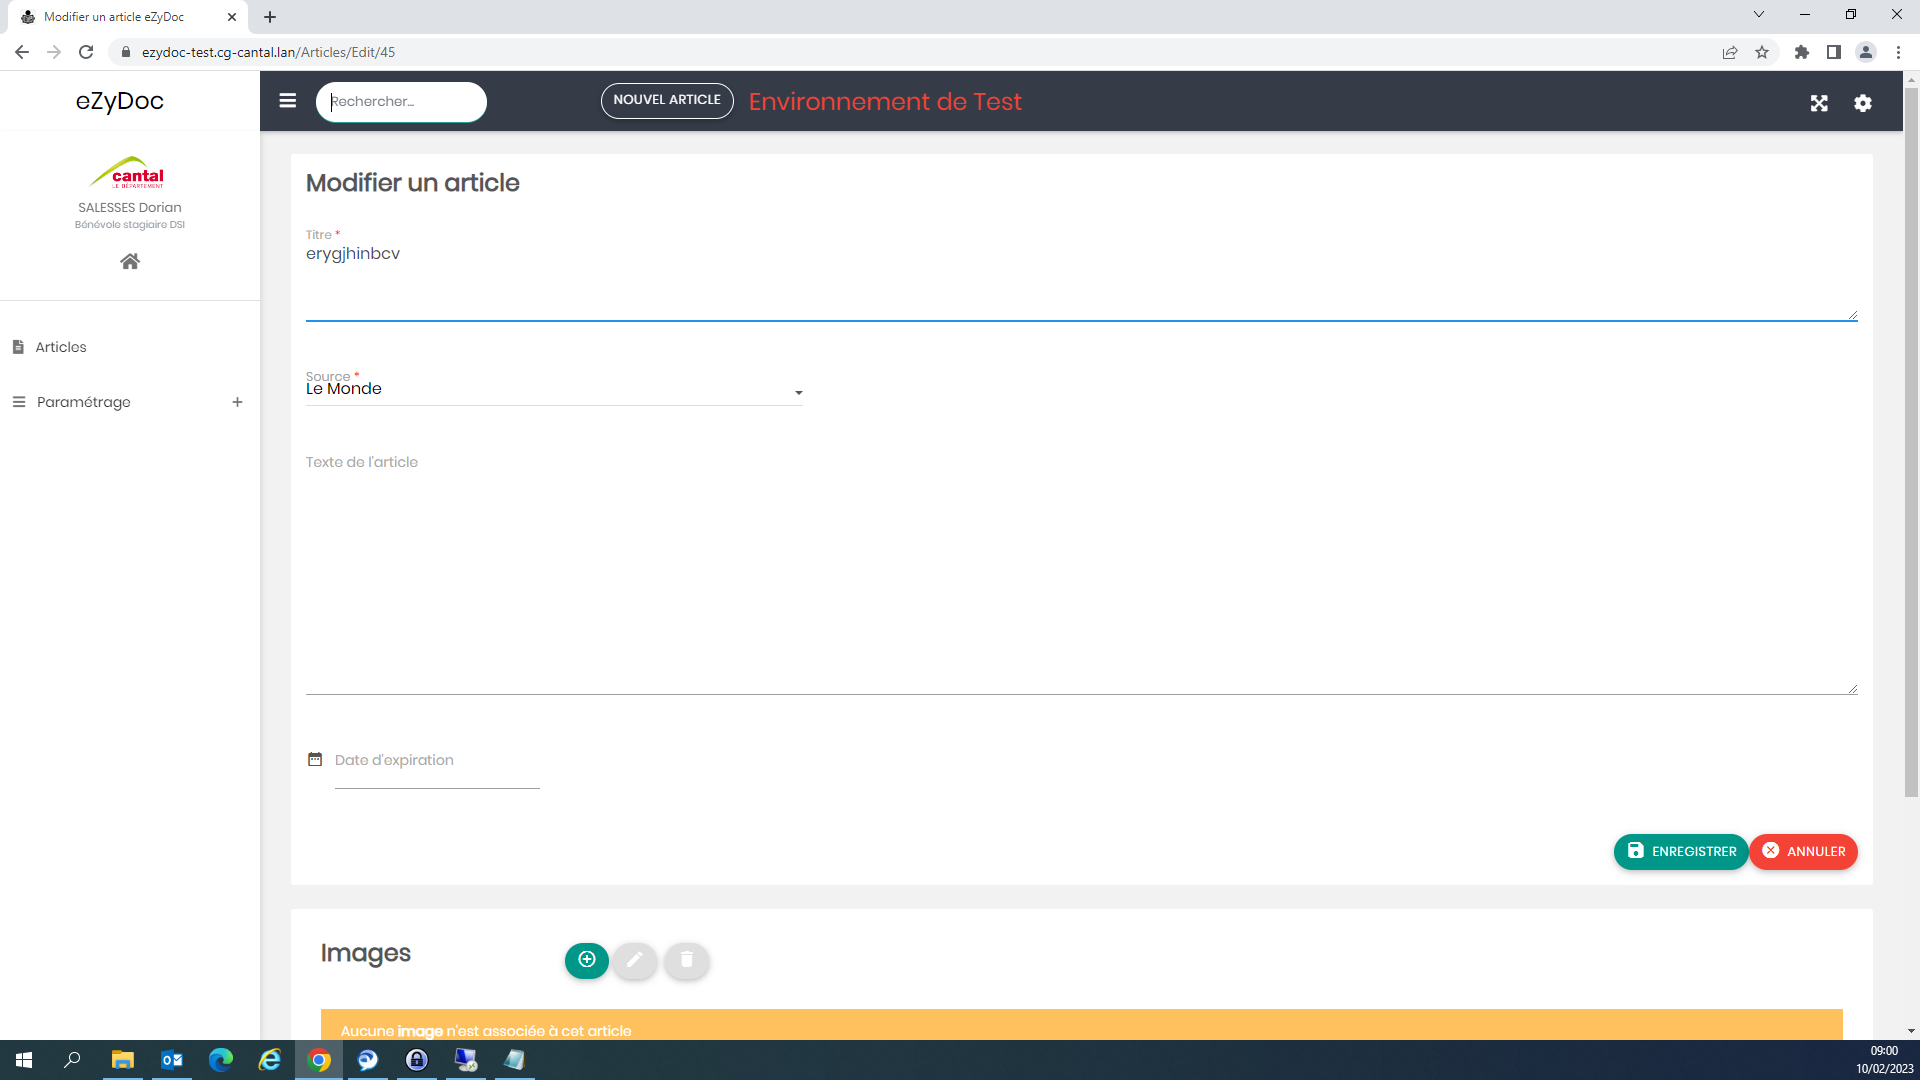 Modifier un article eZyDoc
ezydoc-test.cg-cantal.lan/Articles/Edit/45
eZyDoc
Rechercher...
NOUVEL ARTICLE
Environnement de Test
cantal
LE DÉPARTEMENT
SALESSES Dorian
Bénévole stagiaire DSI
Articles
Paramétrage
Modifier un article
Titre *
erygjhinbcv
Source *
Le Monde
Texte de l'article
Date d'expiration
ENREGISTRER
ANNULER
Images
Aucune image n'est associée à cet article
09:00
10/02/2023